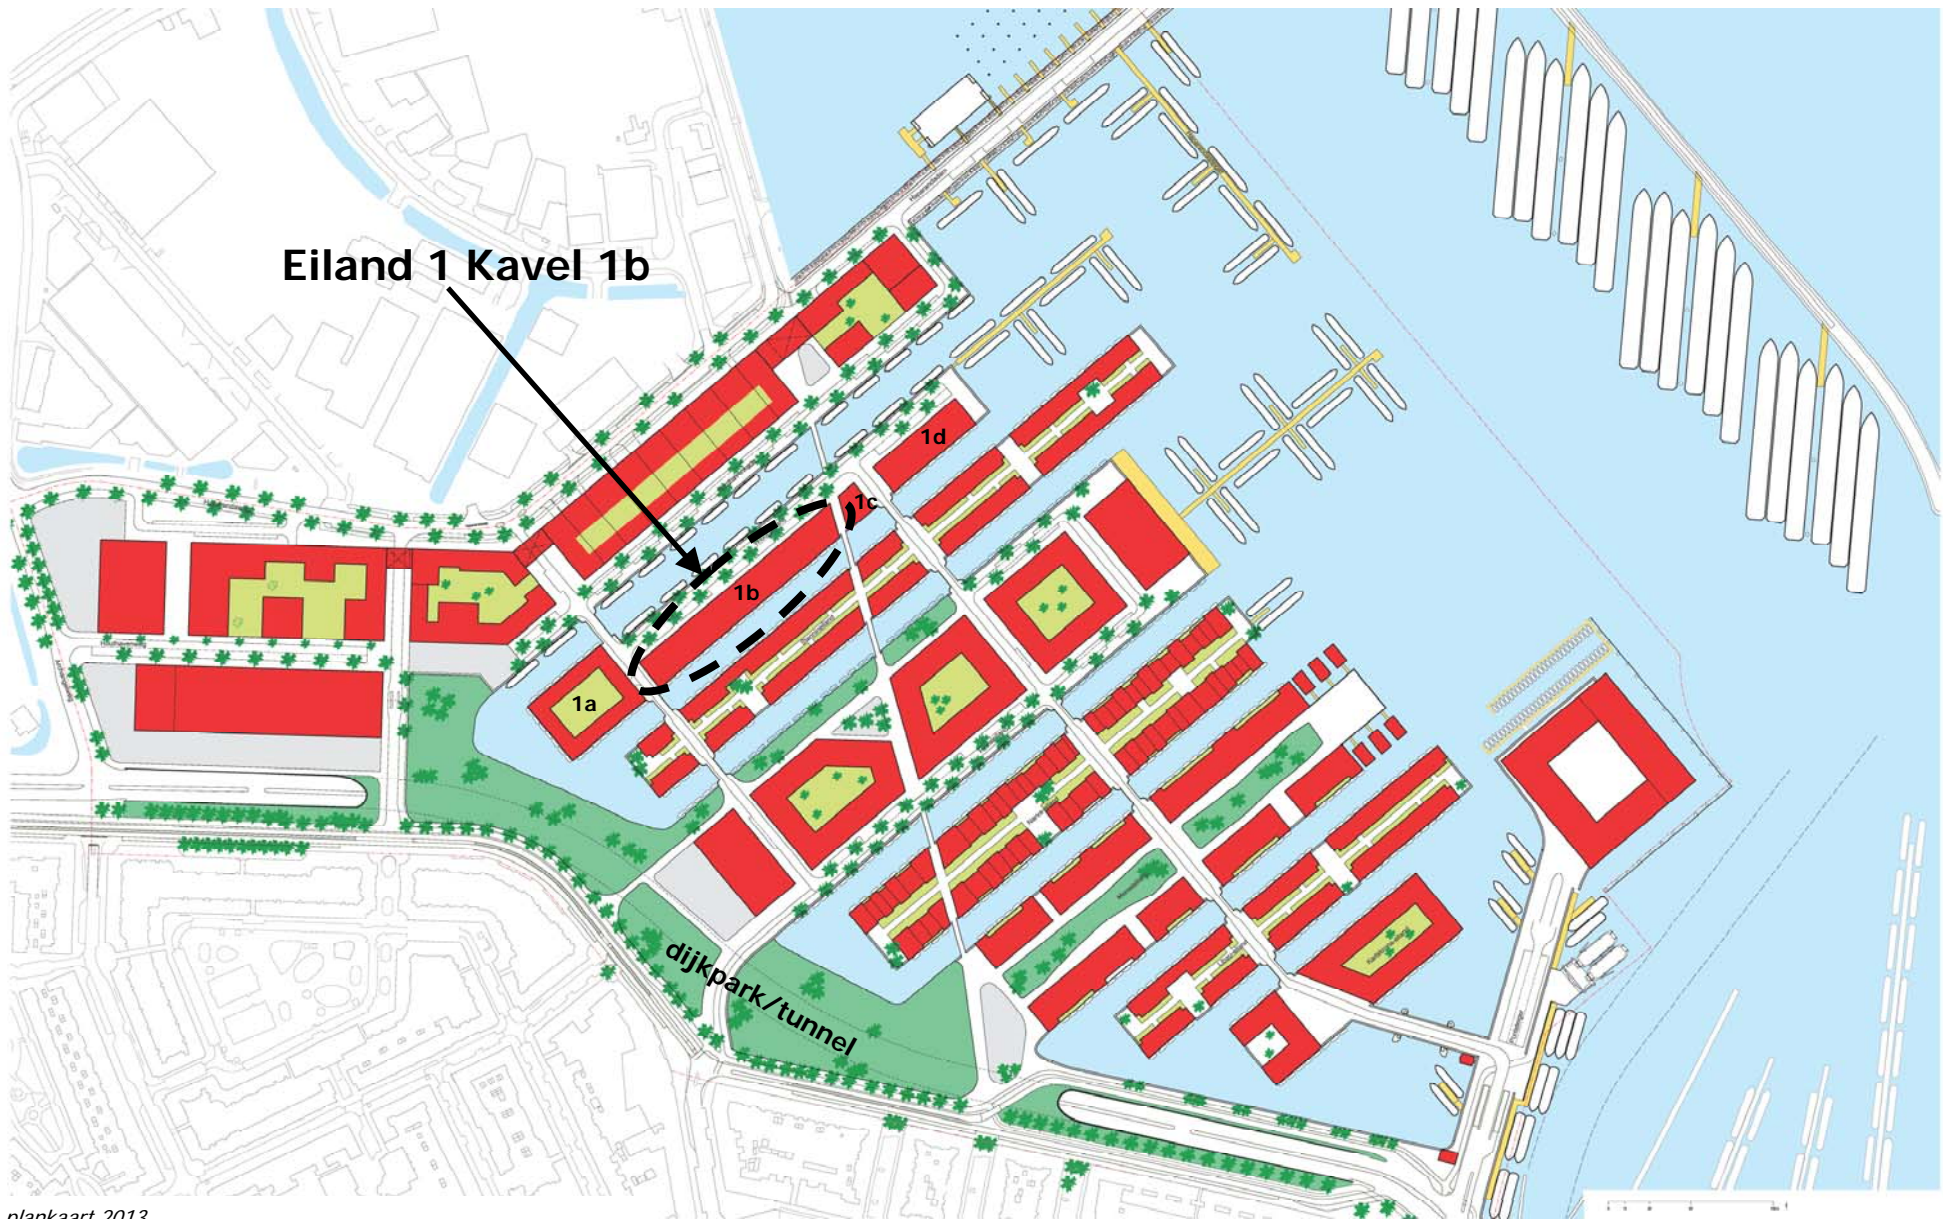 Eiland 1 Kavel 1b
1d
1c
1b
1a
dijkpark/tunnel
plankaart 2013